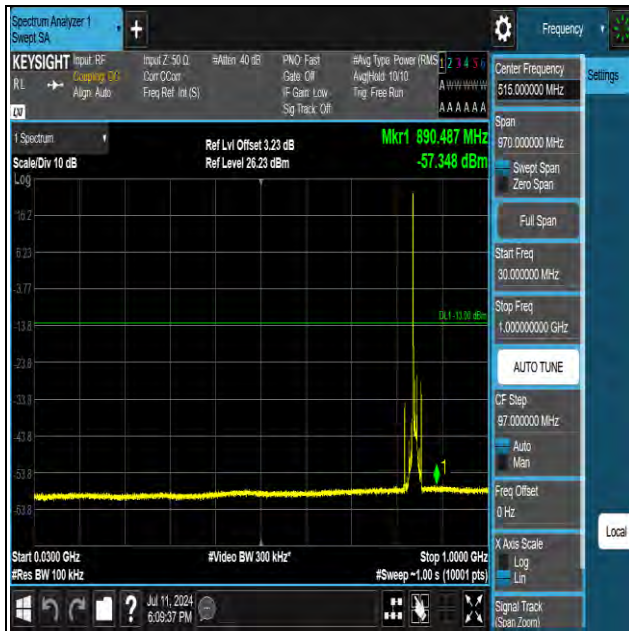 Spectrum Analyzer 1
Swept SA
+
Frequency
KEYSIGHT Input: RF
RL
Coupling: DC
Align: Auto
Input Z: 50 Ω
Corr CCorr
Freq Ref: Int (S)
#Atten: 40 dB
PNO: Fast
Gate: Off
IF Gain: Low
Sig Track: Off
#Avg Type: Power (RMS
Avg|Hold: 10/10
Trig: Free Run
1 2 3 4 5 6
A W W W W W
A A A A A A
LXI
1 Spectrum
Scale/Div 10 dB
Ref Lvl Offset 3.23 dB
Ref Level 26.23 dBm
Mkr1 890.487 MHz
-57.348 dBm
Log
16.2
6.23
-3.77
-13.8
-23.8
-33.8
-43.8
-53.8
-63.8
DL1 -13.00 dBm
1
Start 0.0300 GHz
#Res BW 100 kHz
#Video BW 300 kHz*
Stop 1.0000 GHz
#Sweep ~1.00 s (10001 pts)
Jul 11, 2024
6:09:37 PM
?
Center Frequency
515.000000 MHz
Settings
Span
970.000000 MHz
Swept Span
Zero Span
Full Span
Start Freq
30.000000 MHz
Stop Freq
1.000000000 GHz
AUTO TUNE
CF Step
97.000000 MHz
Auto
Man
Freq Offset
0 Hz
X Axis Scale
Log
Lin
Signal Track
(Span Zoom)
Local